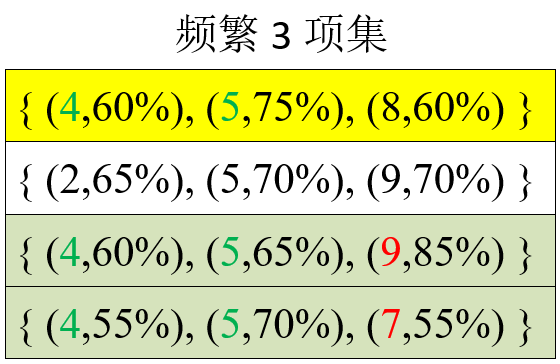 频繁 3 项集
{ (4,60%), (5,75%), (8,60%) }
{ (2,65%), (5,70%), (9,70%) }
{ (4,60%), (5,65%), (9,85%) }
{ (4,55%), (5,70%), (7,55%) }